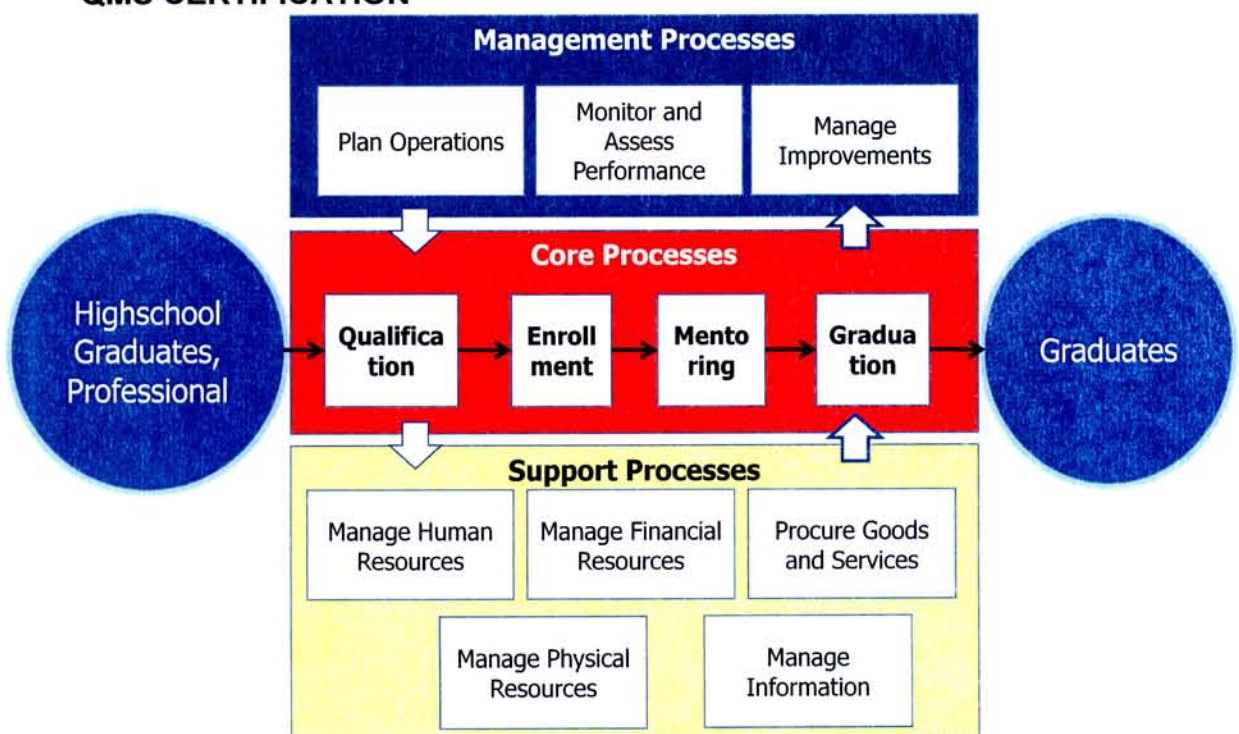 QMS CERTIFICATION
Management Processes
Plan Operations
Monitor and
Assess
Performance
Manage
Improvements
Core Processes
Highschool
Graduates,
Professional
Qualifica
tion
Enroll
ment
Mento
ring
Gradua
tion
Graduates
Support Processes
Manage Human
Resources
Manage Financial
Resources
Procure Goods
and Services
Manage Physical
Resources
Manage
Information